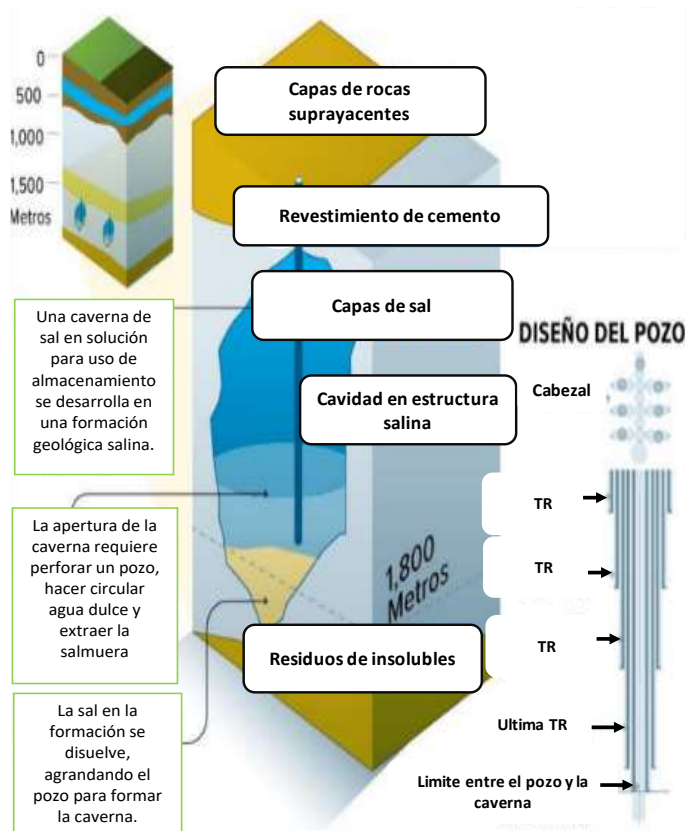 0
500
1,000
1,500
Metros
Capas de rocas
suprayacentes
Revestimiento de cemento
Capas de sal
Cavidad en estructura
salina
1,800
Metros
Residuos de insolubles
Una caverna de
sal en solución
para uso de
almacenamiento
se desarrolla en
una formación
geológica salina.
La apertura de la
caverna requiere
perforar un pozo,
hacer circular
agua dulce y
extraer la
salmuera
La sal en la
formación se
disuelve,
agrandando el
pozo para formar
la caverna.
DISEÑO DEL POZO
Cabezal
TR
TR
TR
Ultima TR
Limite entre el pozo y la
caverna